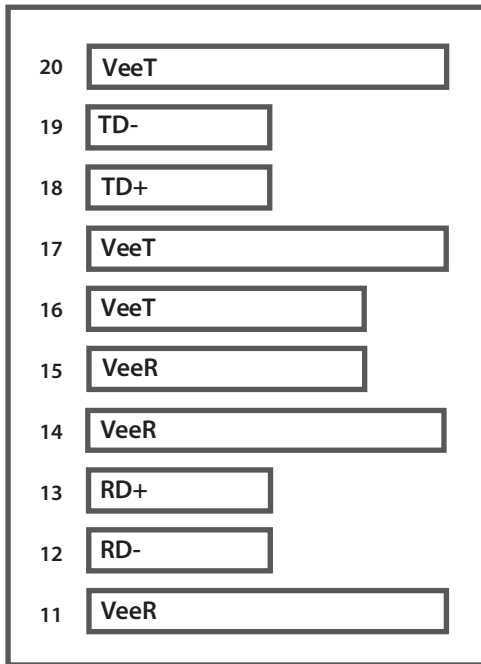 20 VeeT
19 TD-
18 TD+
17 VeeT
16 VeeT
15 VeeR
14 VeeR
13 RD+
12 RD-
11 VeeR